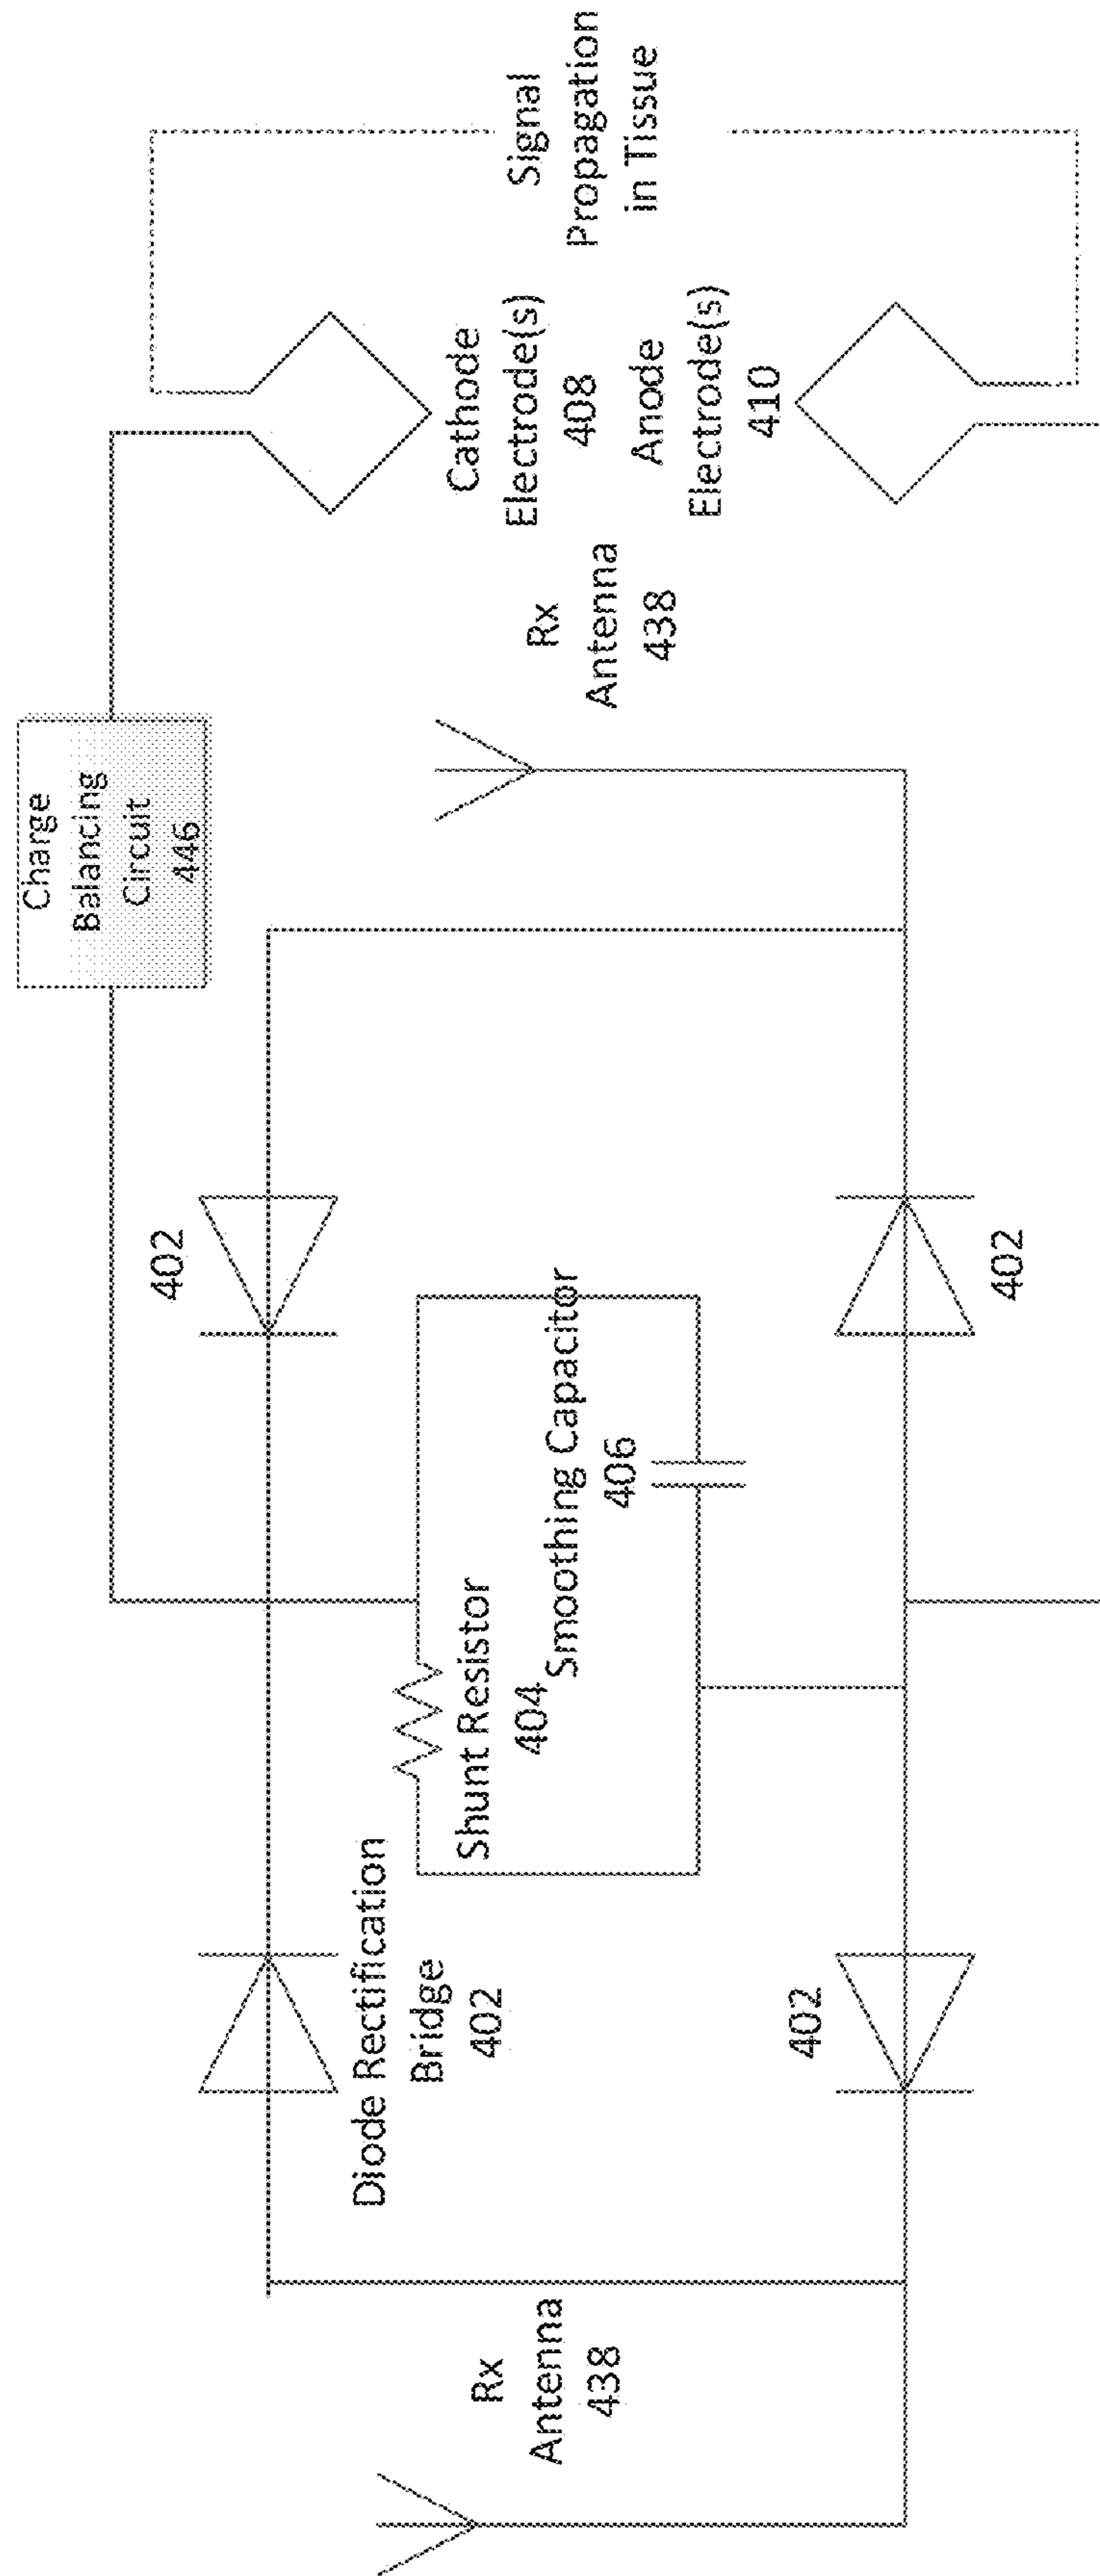 Charge
Balancing
Circuit
446
402
Diode Rectification
Bridge
402
Shunt Resistor
404
Smoothing Capacitor
406
402
402
Rx
Antenna
438
Rx
Antenna
438
Cathode
Electrode(s)
408
Anode
Electrode(s)
410
Signal
Propagation
in Tissue